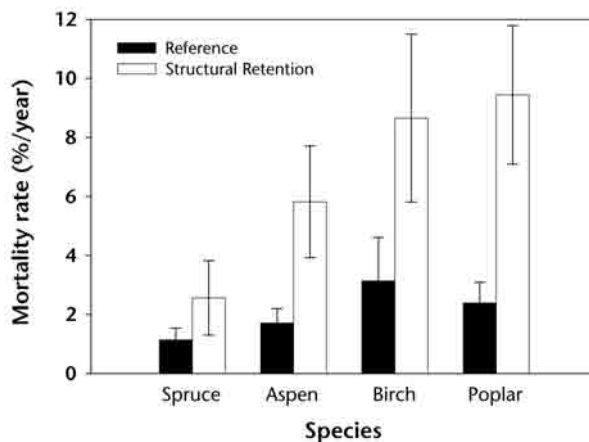 12
10
8
6
4
2
0
Mortality rate (%/year)
Reference
Structural Retention
Spruce Aspen Birch Poplar
Species